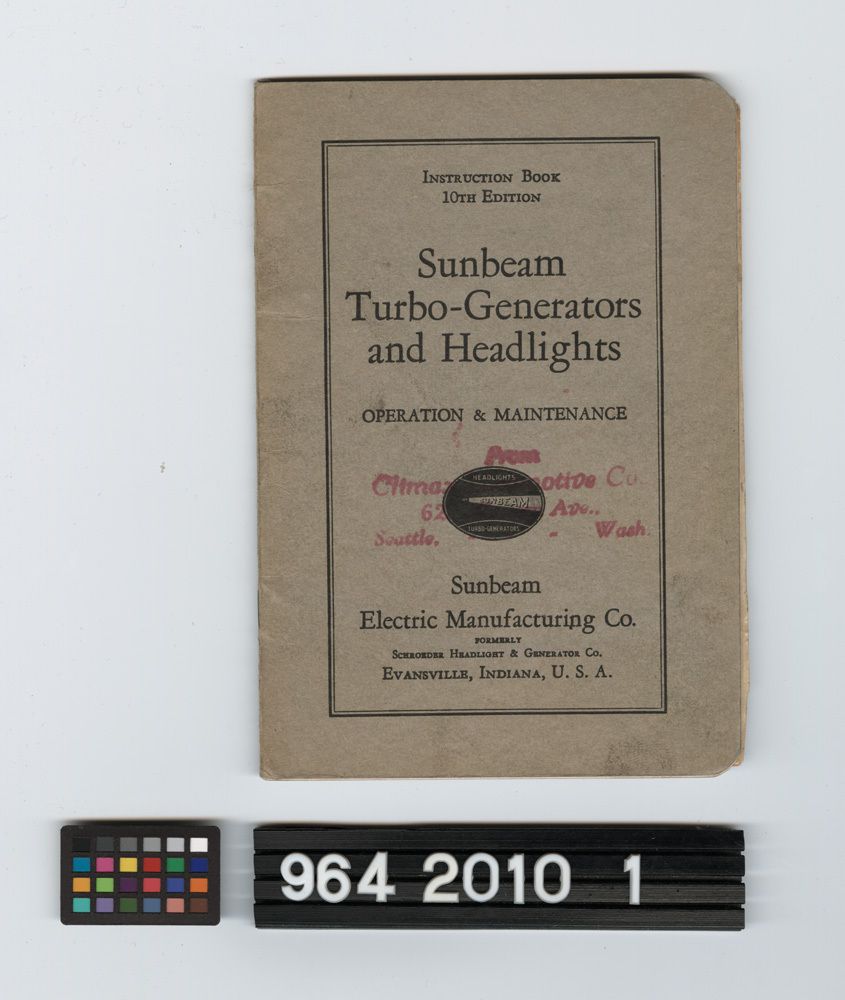 Instruction Book
10th Edition
Sunbeam
Turbo-Generators
and Headlights
OPERATION & MAINTENANCE
From
Co.
HEADLIGHTS
SUNBEAM
TURBO-GENERATORS
Ave.,
Seattle, - Wash.
Sunbeam
Electric Manufacturing Co.
FORMERLY
Schroeder Headlight & Generator Co.
Evansville, Indiana, U. S. A.
964 2010 1